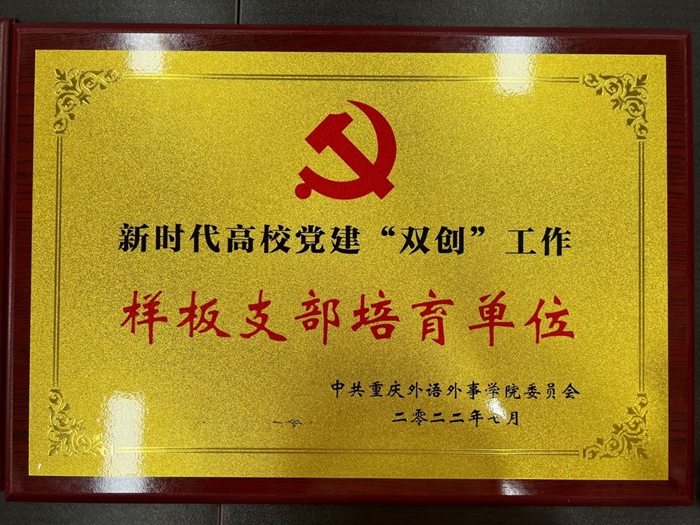 新时代高校党建“双创”工作
样板支部培育单位
中共重庆外语外事学院委员会
二零二二年七月